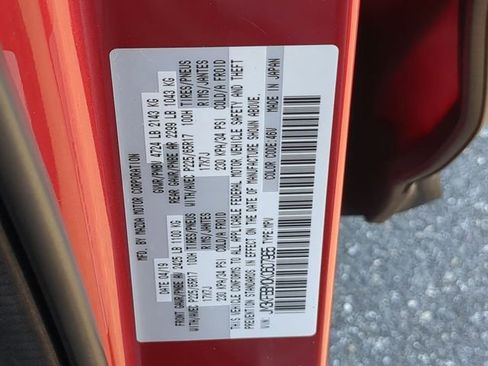 MFD. BY MAZDA MOTOR CORPORATION
DATE 04/19 GVWR/PNBV 4724 LB 2143 KG
FRONT GAWR/PNBE AV 2425 LB 1100 KG REAR GAWR/PNBE AR 2299 LB 1043 KG
WITH/AVEC P225/65R17 100H TIRES/PNEUS WITH/AVEC P225/65R17 100H TIRES/PNEUS
17X7J RIMS/JANTES 17X7J RIMS/JANTES
230 KPA/34 PSI COLD/A FROID 230 KPA/34 PSI COLD/A FROID
THIS VEHICLE CONFORMS TO ALL APPLICABLE FEDERAL MOTOR VEHICLE SAFETY AND THEFT
PREVENTION STANDARDS IN EFFECT ON THE DATE OF MANUFACTURE SHOWN ABOVE.
TYPE: MPV COLOR CODE/46V MADE IN JAPAN